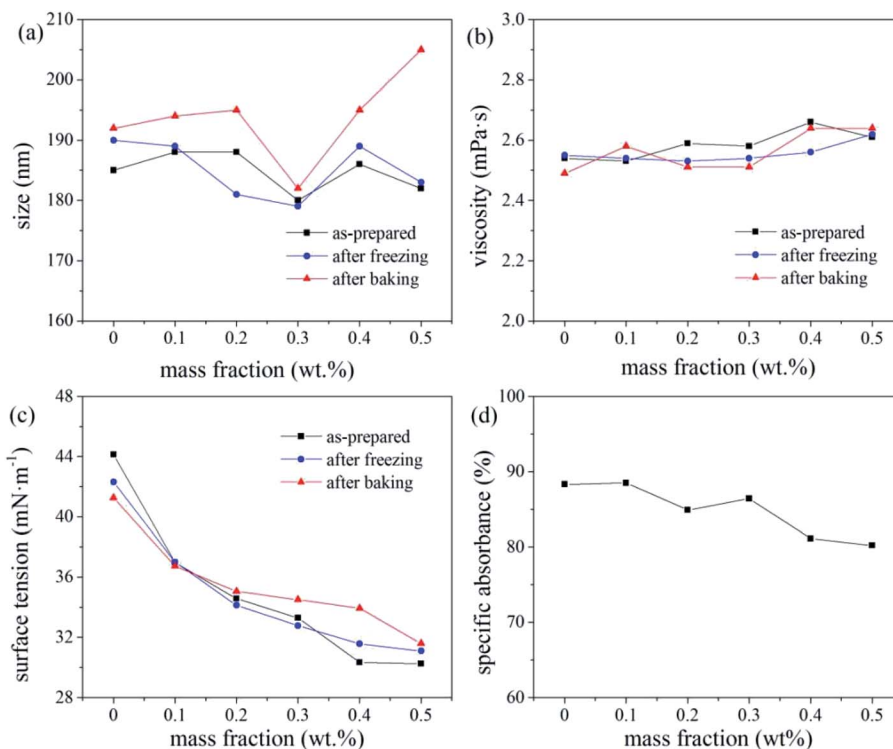 (a)
210
200
190
180
170
160
size (nm)
as-prepared
after freezing
after baking
0 0.1 0.2 0.3 0.4 0.5
mass fraction (wt.%)
(b)
3.0
2.8
2.6
2.4
2.2
2.0
viscosity (mPa·s)
as-prepared
after freezing
after baking
0 0.1 0.2 0.3 0.4 0.5
mass fraction (wt.%)
(c)
48
44
40
36
32
28
surface tension (mN·m⁻¹)
as-prepared
after freezing
after baking
0 0.1 0.2 0.3 0.4 0.5
mass fraction (wt.%)
(d)
100
90
80
70
60
specific absorbance (%)
0 0.1 0.2 0.3 0.4 0.5
mass fraction (wt%)